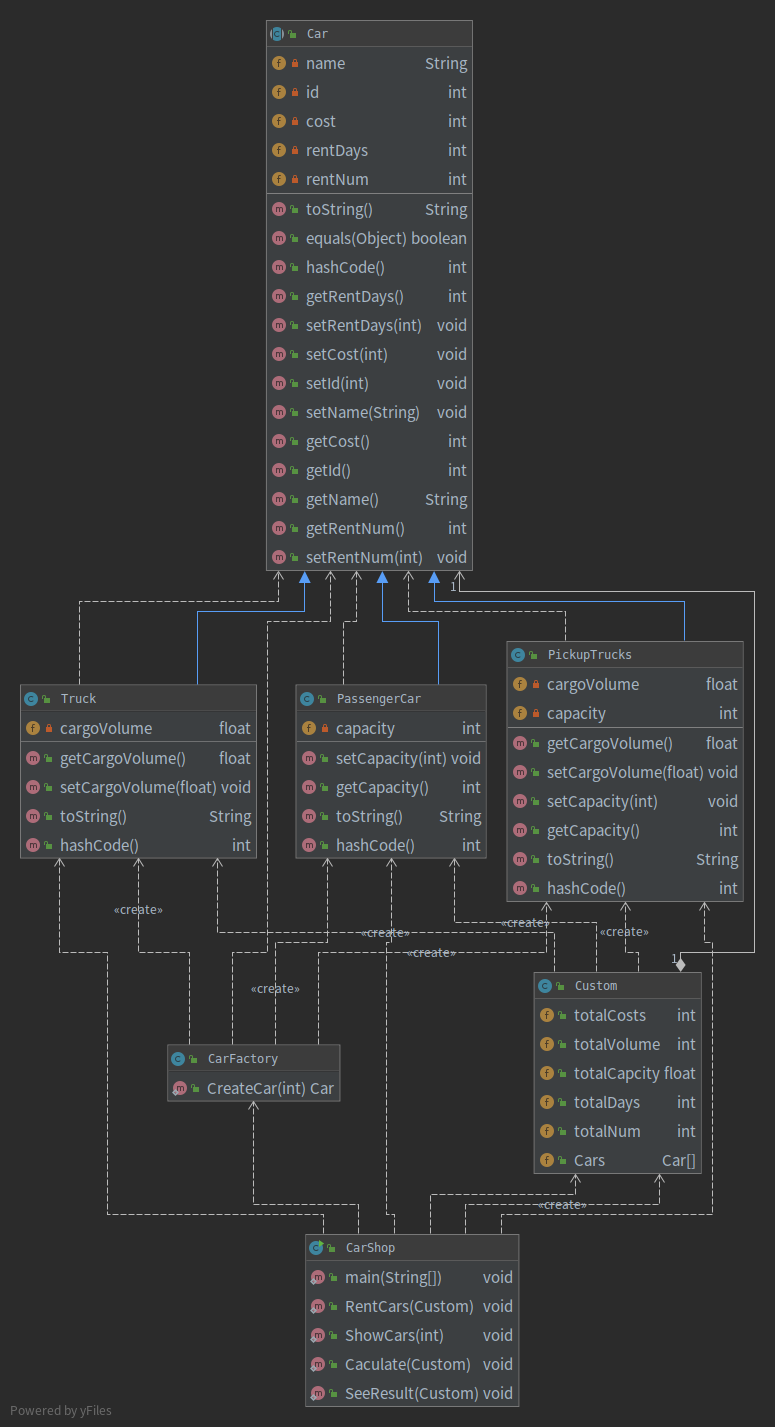 Car
name String
id int
cost int
rentDays int
rentNum int
toString() String
equals(Object) boolean
hashCode() int
getRentDays() int
setRentDays(int) void
setCost(int) void
setId(int) void
setName(String) void
getCost() int
getId() int
getName() String
getRentNum() int
setRentNum(int) void
1
PickupTrucks
cargoVolume float
capacity int
getCargoVolume() float
setCargoVolume(float) void
setCapacity(int) void
getCapacity() int
toString() String
hashCode() int
Truck
cargoVolume float
getCargoVolume() float
setCargoVolume(float) void
toString() String
hashCode() int
PassengerCar
capacity int
setCapacity(int) void
getCapacity() int
toString() String
hashCode() int
«create»
«create»
«create»
«create»
«create»
«create»
1
Custom
totalCosts int
totalVolume int
totalCapcity float
totalDays int
totalNum int
Cars Car[]
CarFactory
CreateCar(int) Car
«create»
CarShop
main(String[]) void
RentCars(Custom) void
ShowCars(int) void
Caculate(Custom) void
SeeResult(Custom) void
Powered by yFiles